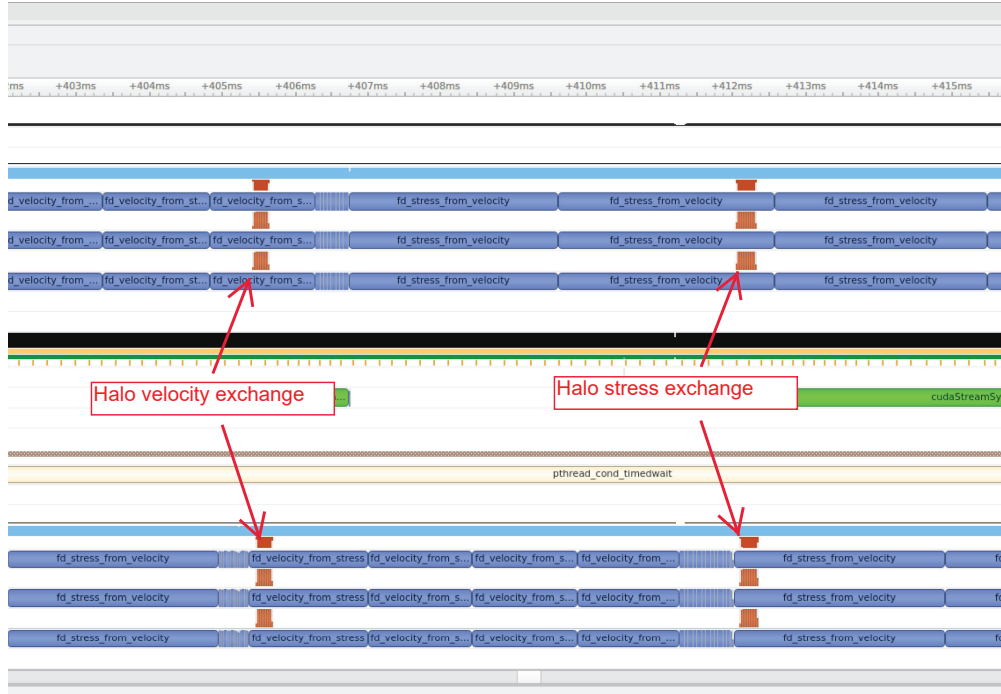 ms +403ms +404ms +405ms +406ms +407ms +408ms +409ms +410ms +411ms +412ms +413ms +414ms +415ms
d_velocity_from_... fd_velocity_from_st... fd_velocity_from_s... fd_stress_from_velocity fd_stress_from_velocity fd_stress_from_velocity
d_velocity_from_... fd_velocity_from_st... fd_velocity_from_s... fd_stress_from_velocity fd_stress_from_velocity fd_stress_from_velocity
d_velocity_from_... fd_velocity_from_st... fd_velocity_from_s... fd_stress_from_velocity fd_stress_from_velocity fd_stress_from_velocity
Halo velocity exchange ... Halo stress exchange cudaStreamSy
pthread_cond_timedwait
fd_stress_from_velocity fd_velocity_from_stress fd_velocity_from_s... fd_velocity_from_s... fd_velocity_from_... fd_stress_from_velocity fc
fd_stress_from_velocity fd_velocity_from_stress fd_velocity_from_s... fd_velocity_from_s... fd_velocity_from_... fd_stress_from_velocity fc
fd_stress_from_velocity fd_velocity_from_stress fd_velocity_from_s... fd_velocity_from_s... fd_velocity_from_... fd_stress_from_velocity fc